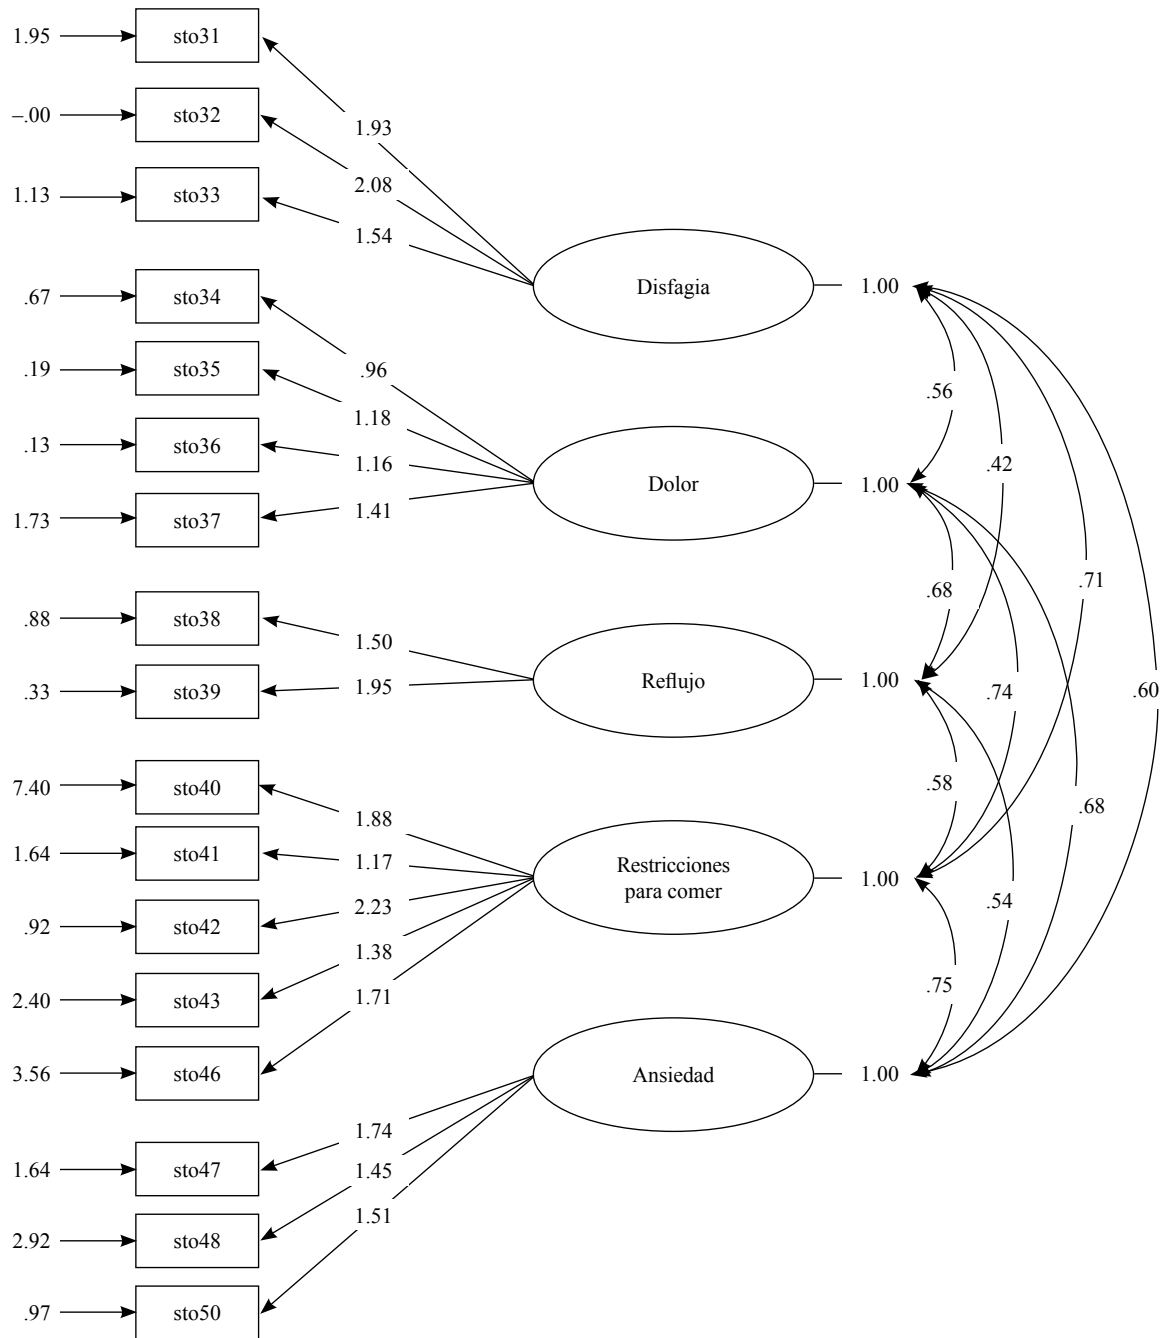 1.95 sto31
–.00 sto32
1.13 sto33
.67 sto34
.19 sto35
.13 sto36
1.73 sto37
.88 sto38
.33 sto39
7.40 sto40
1.64 sto41
.92 sto42
2.40 sto43
3.56 sto46
1.64 sto47
2.92 sto48
.97 sto50
1.93
2.08
1.54
.96
1.18
1.16
1.41
1.50
1.95
1.88
1.17
2.23
1.38
1.71
1.74
1.45
1.51
Disfagia 1.00
Dolor 1.00
Reflujo 1.00
Restricciones
para comer 1.00
Ansiedad 1.00
.56
.42
.71
.68
.74
.60
.58
.68
.54
.75